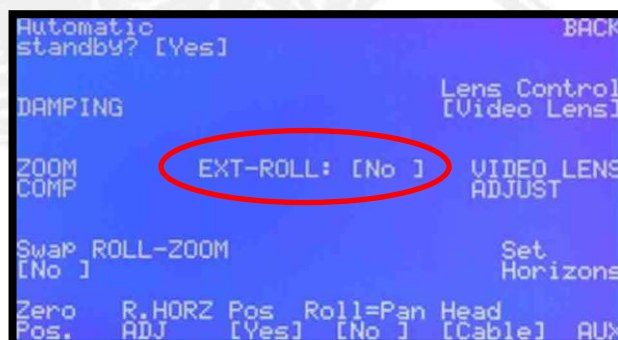 Automatic BACK
standby? [Yes]
Lens Control
DAMPING [Video Lens]
ZOOM EXT-ROLL: [No ] VIDEO LENS
COMP ADJUST
Swap ROLL-ZOOM Set
[No ] Horizons
Zero R.HORZ Pos Roll=Pan Head
Pos. ADJ [Yes] [No ] [Cable] AUX